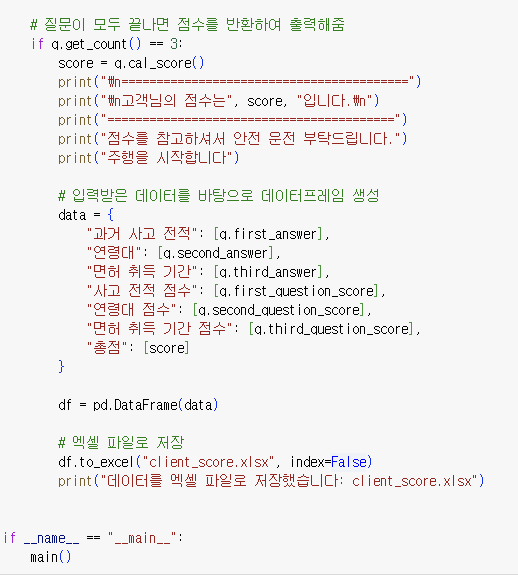 # 질문이 모두 끝나면 점수를 반환하여 출력해줌
if q.get_count() == 3:
score = q.cal_score()
print("₩n=========================================")
print("₩n고객님의 점수는", score, "입니다.₩n")
print("=========================================")
print("점수를 참고하셔서 안전 운전 부탁드립니다.")
print("주행을 시작합니다")
# 입력받은 데이터를 바탕으로 데이터프레임 생성
data = {
"과거 사고 전적": [q.first_answer],
"연령대": [q.second_answer],
"면허 취득 기간": [q.third_answer],
"사고 전적 점수": [q.first_question_score],
"연령대 점수": [q.second_question_score],
"면허 취득 기간 점수": [q.third_question_score],
"총점": [score]
}
df = pd.DataFrame(data)
# 엑셀 파일로 저장
df.to_excel("client_score.xlsx", index=False)
print("데이터를 엑셀 파일로 저장했습니다: client_score.xlsx")
if __name__ == "__main__":
main()